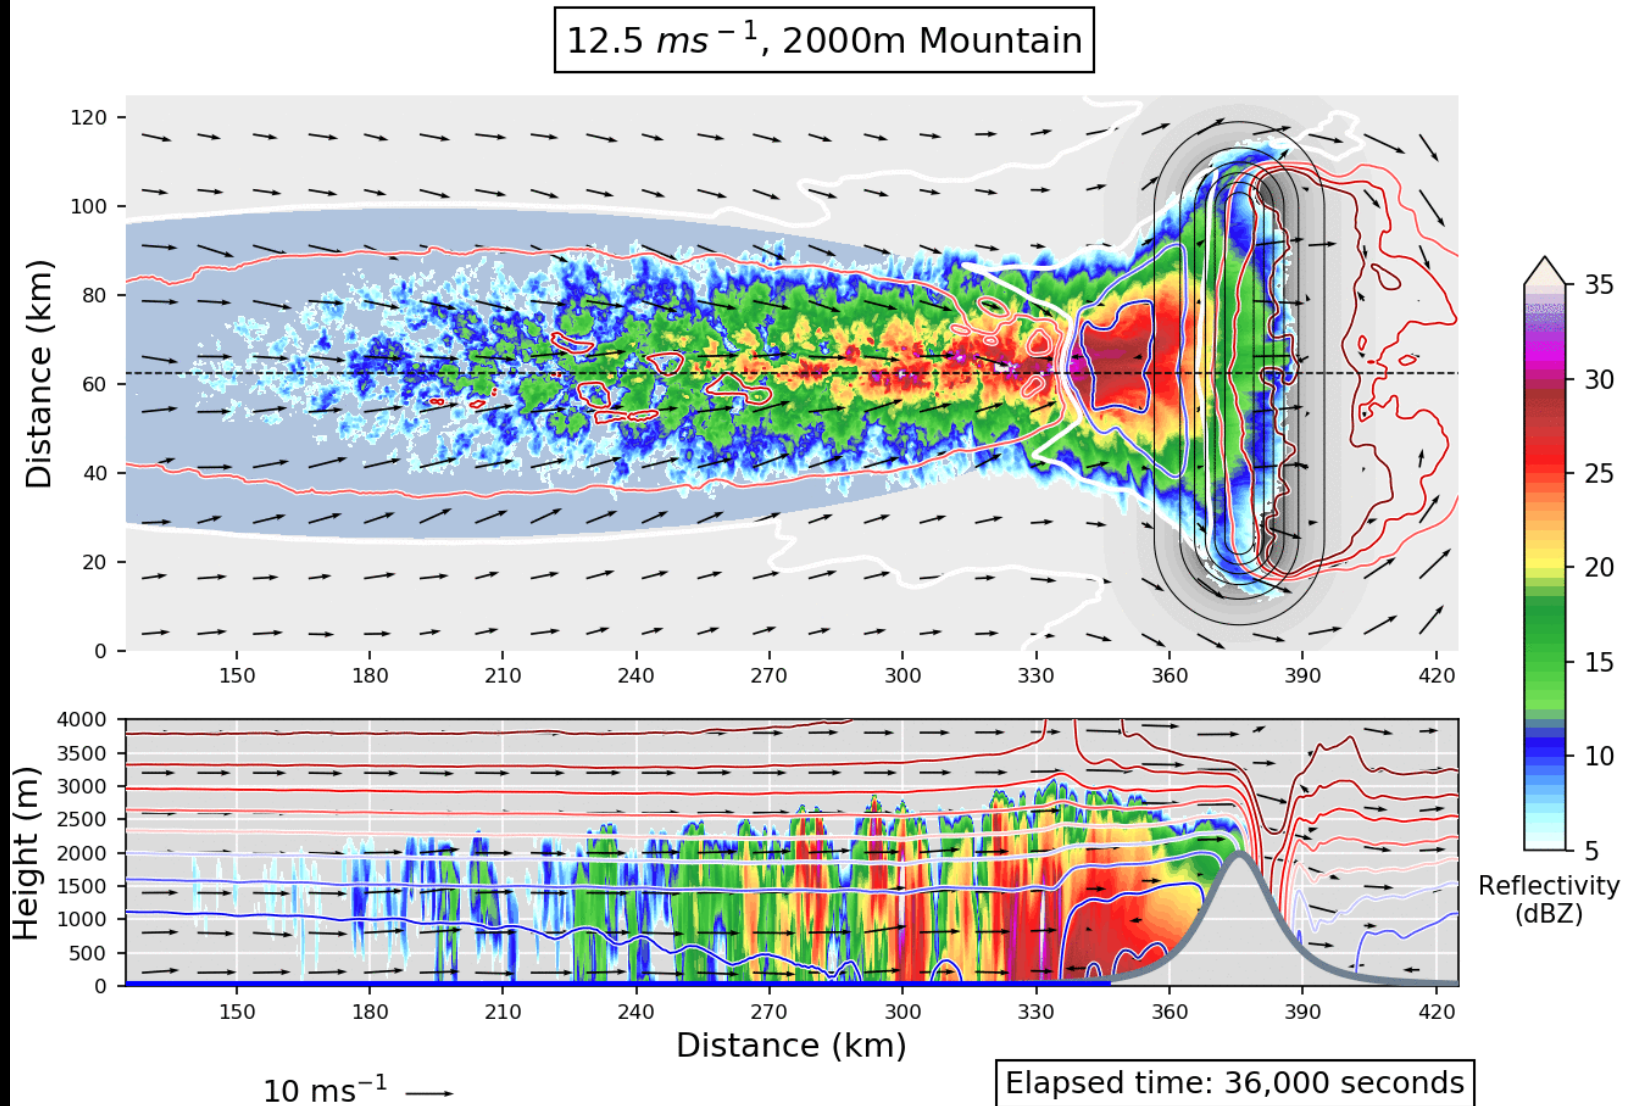 12.5 ms⁻¹, 2000m Mountain
Distance (km)
120
100
80
60
40
20
0
150 180 210 240 270 300 330 360 390 420
Height (m)
4000
3500
3000
2500
2000
1500
1000
500
0
150 180 210 240 270 300 330 360 390 420
Distance (km)
35
30
25
20
15
10
5
Reflectivity
(dBZ)
10 ms⁻¹
Elapsed time: 36,000 seconds